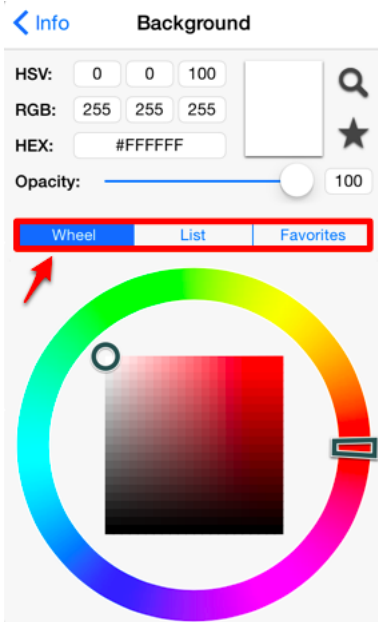 Info Background
HSV: 0 0 100
RGB: 255 255 255
HEX: #FFFFFF
Opacity: 100
Wheel List Favorites